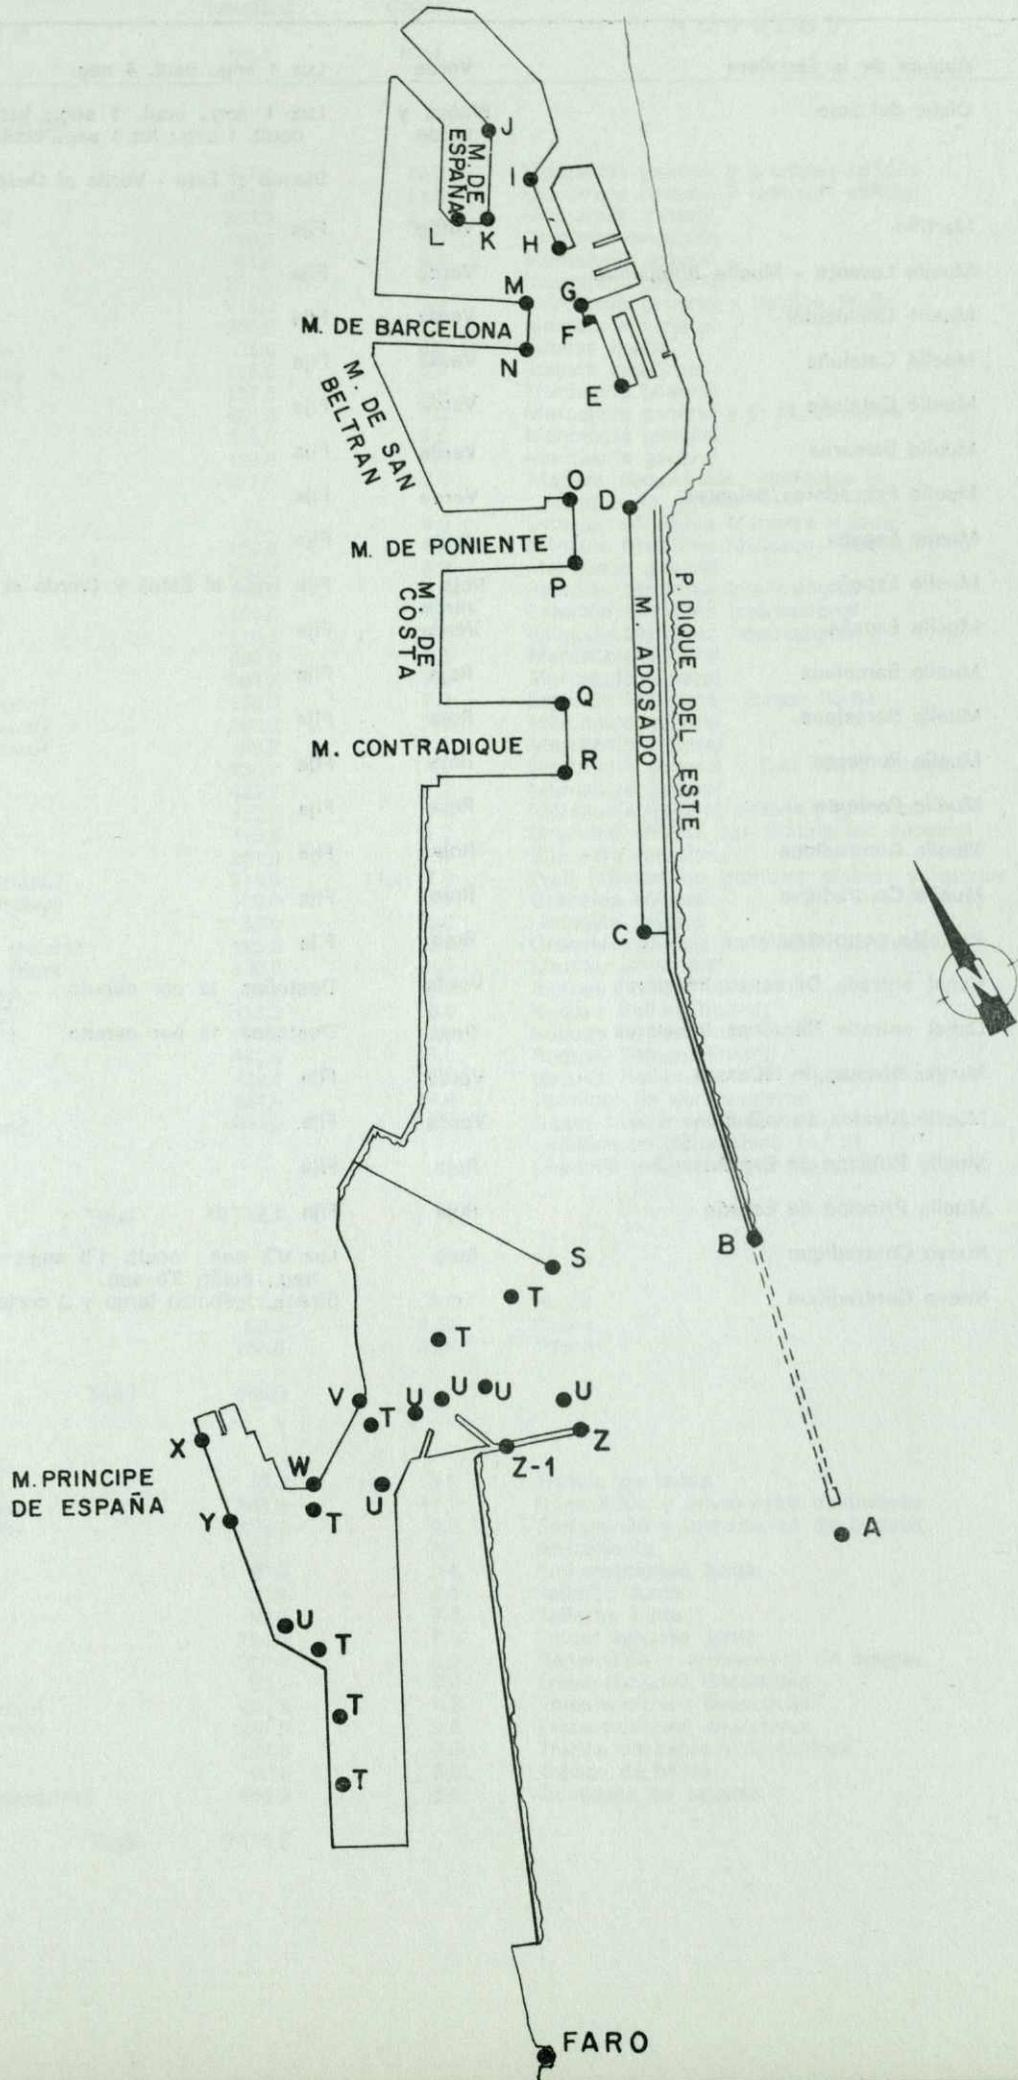 J
M. DE
ESPAÑA
I
L
K
H
M
G
M. DE BARCELONA
F
N
E
M. DE SAN
BELTRAN
O
D
M. DE PONIENTE
P
M. DE
COSTA
M. ADOSADO
P. DIQUE DEL ESTE
Q
M. CONTRADIQUE
R
C
N
B
S
T
T
V
T
U
U
U
U
Z
Z-1
X
M. PRINCIPE
DE ESPAÑA
W
T
U
Y
A
U
T
T
T
FARO